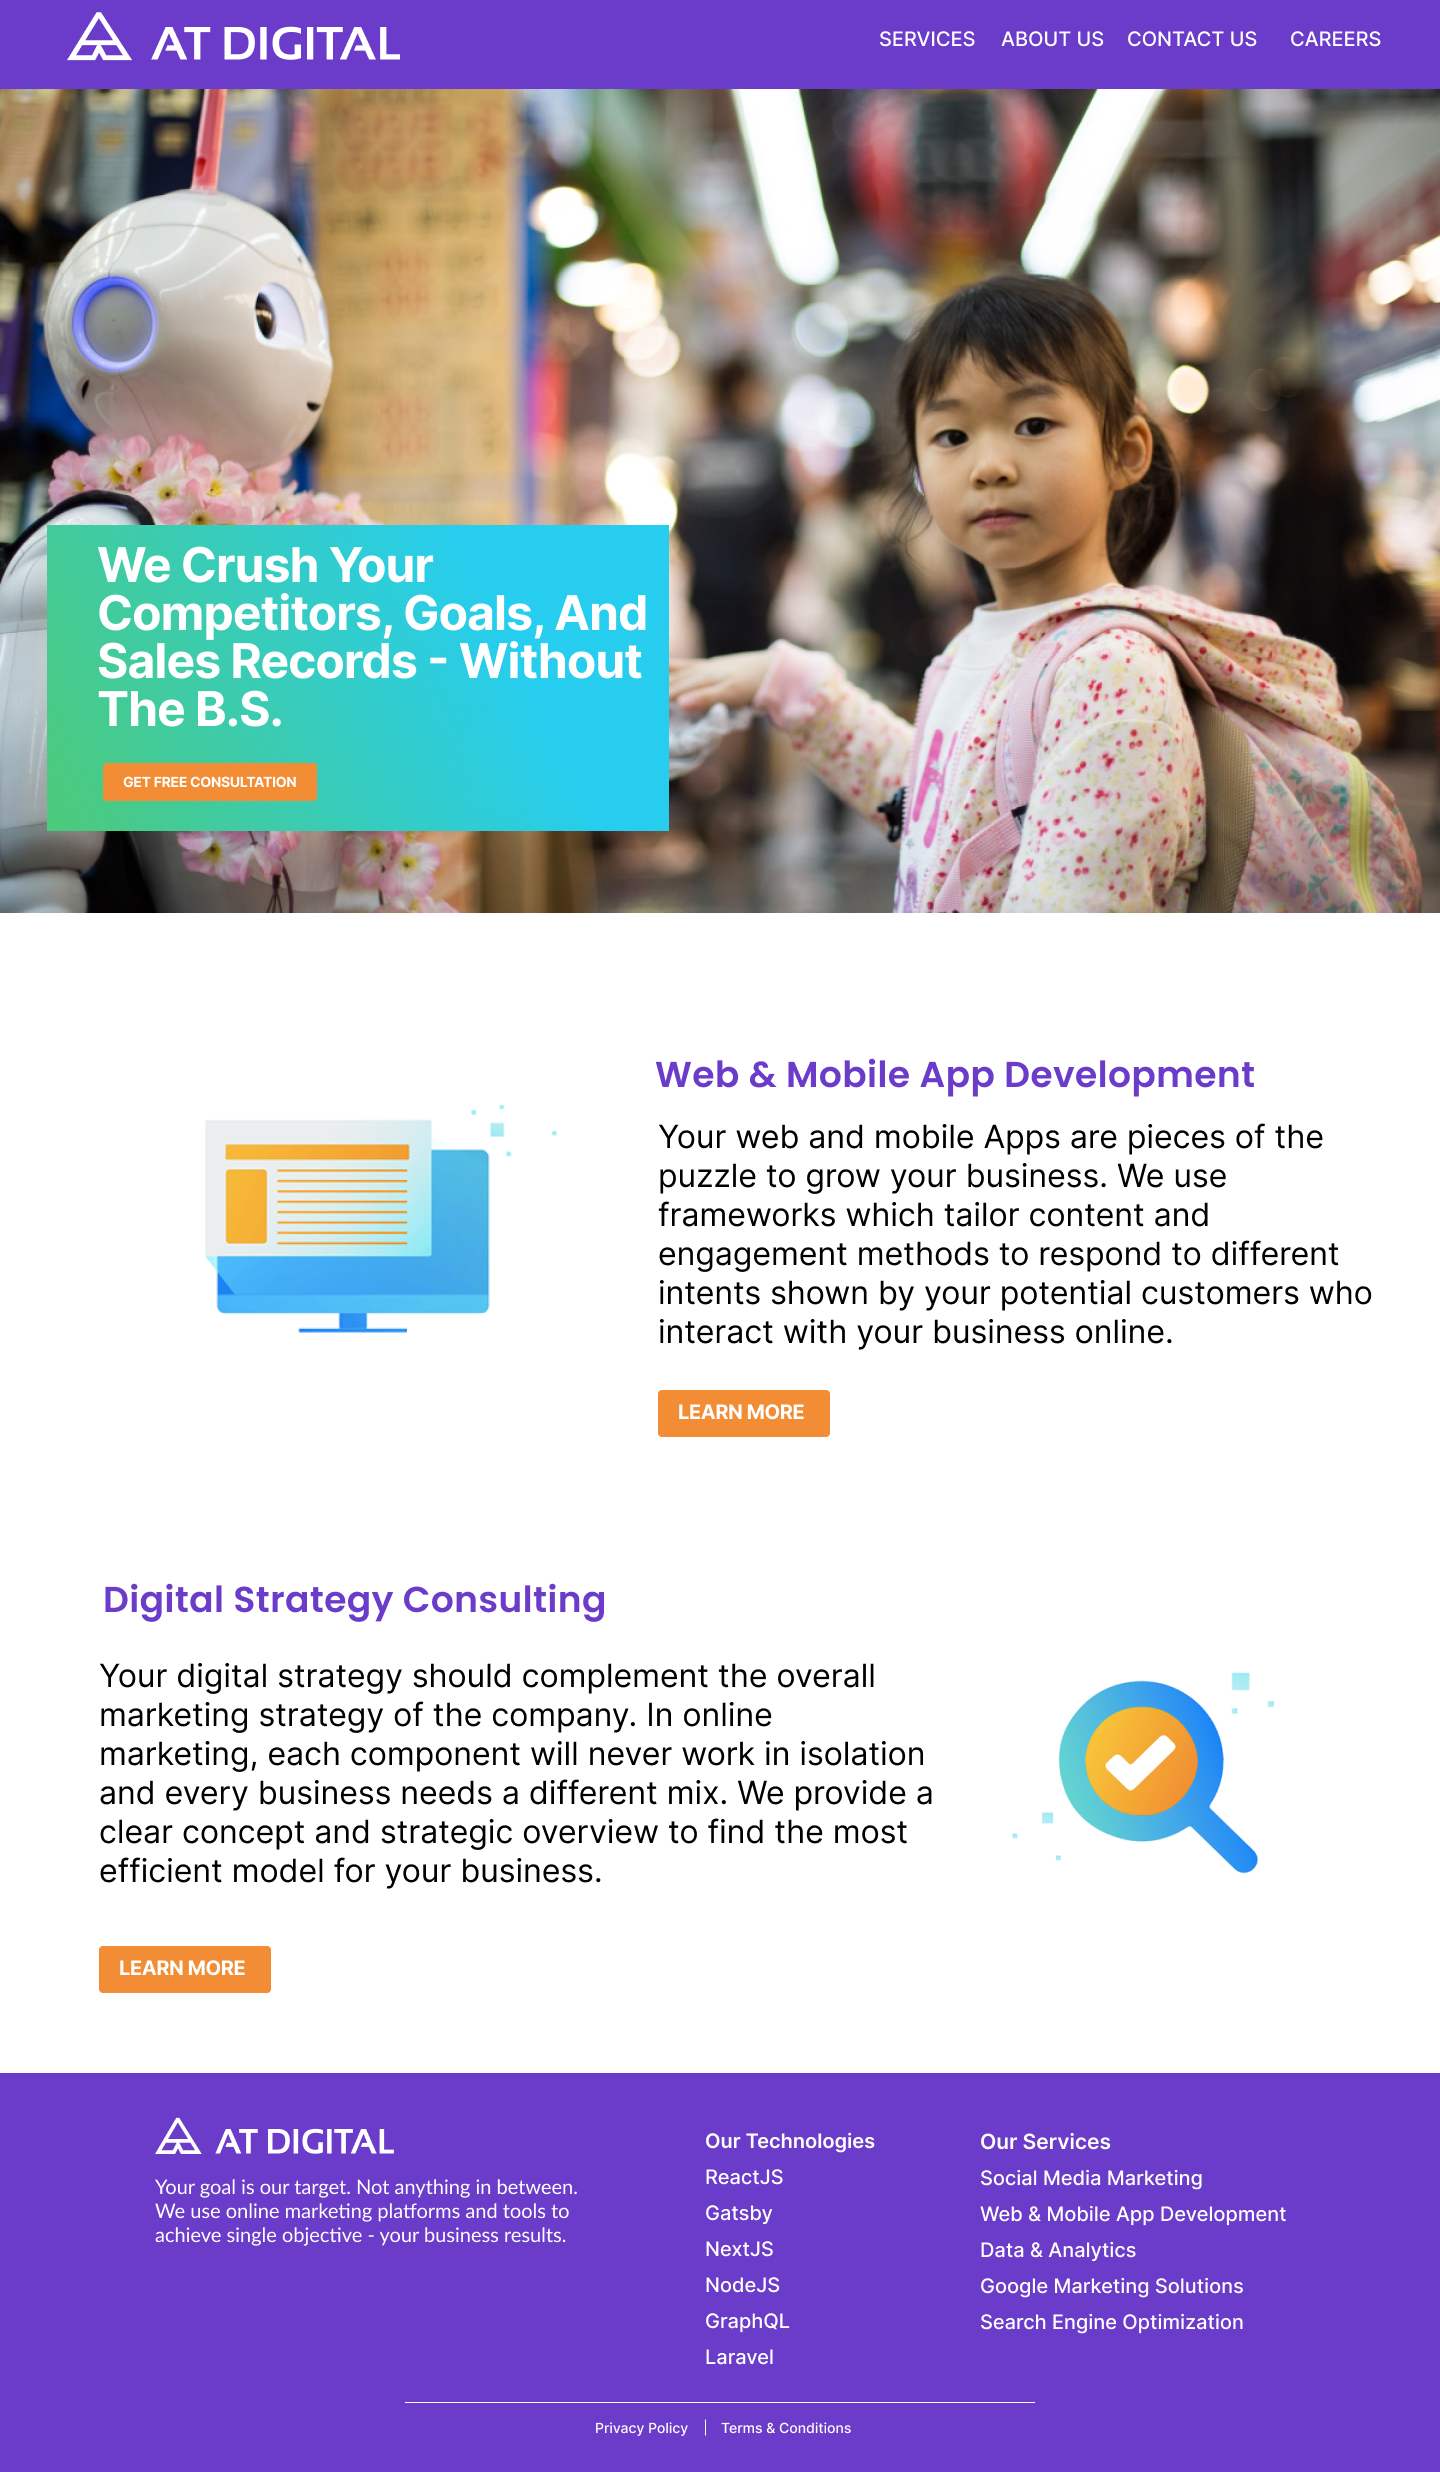 AT DIGITAL
SERVICES ABOUT US CONTACT US CAREERS
We Crush Your
Competitors, Goals, And
Sales Records - Without
The B.S.
GET FREE CONSULTATION
Web & Mobile App Development
Your web and mobile Apps are pieces of the
puzzle to grow your business. We use
frameworks which tailor content and
engagement methods to respond to different
intents shown by your potential customers who
interact with your business online.
LEARN MORE
Digital Strategy Consulting
Your digital strategy should complement the overall
marketing strategy of the company. In online
marketing, each component will never work in isolation
and every business needs a different mix. We provide a
clear concept and strategic overview to find the most
efficient model for your business.
LEARN MORE
AT DIGITAL
Your goal is our target. Not anything in between.
We use online marketing platforms and tools to
achieve single objective - your business results.
Our Technologies
ReactJS
Gatsby
NextJS
NodeJS
GraphQL
Laravel
Our Services
Social Media Marketing
Web & Mobile App Development
Data & Analytics
Google Marketing Solutions
Search Engine Optimization
Privacy Policy | Terms & Conditions